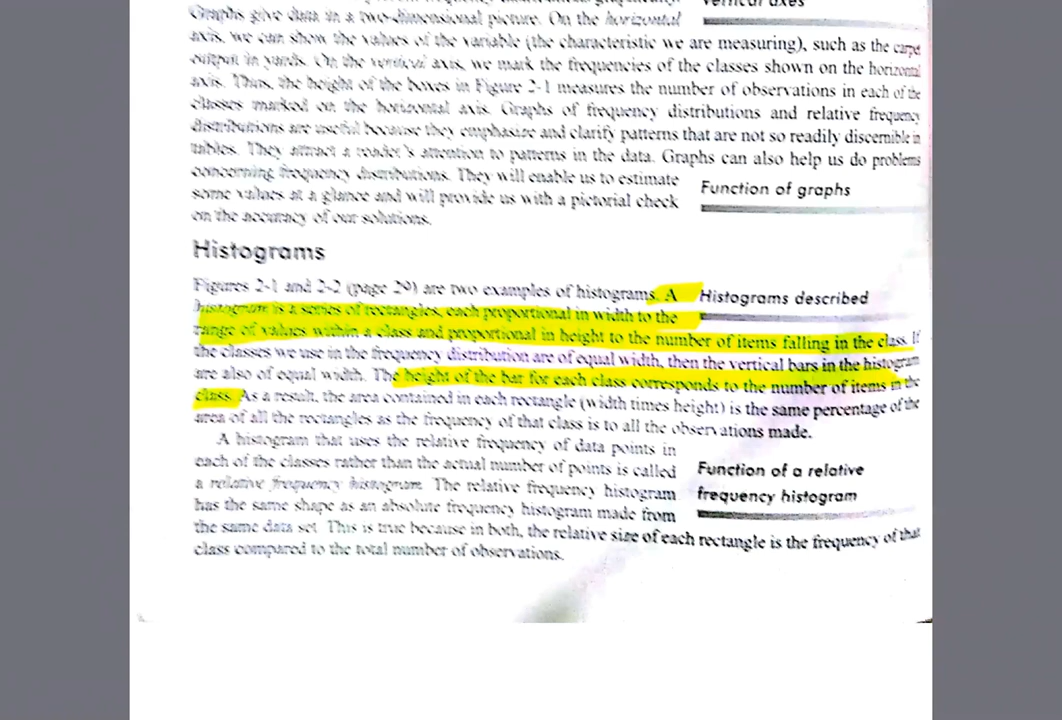 Graphs give data in a two-dimensional picture. On the horizontal
vertical axes
axis, we can show the values of the variable (the characteristic we are measuring), such as the carpet
output in yards. On the vertical axis, we mark the frequencies of the classes shown on the horizontal
axis. Thus, the height of the boxes in Figure 2-1 measures the number of observations in each of the
classes marked on the horizontal axis. Graphs of frequency distributions and relative frequency
distributions are useful because they emphasize and clarify patterns that are not so readily discernible in
tables. They attract a reader's attention to patterns in the data. Graphs can also help us do problems
concerning frequency distributions. They will enable us to estimate
some values at a glance and will provide us with a pictorial check
on the accuracy of our solutions.
Function of graphs
Histograms
Figures 2-1 and 2-2 (page 29) are two examples of histograms. A
histogram is a series of rectangles, each proportional in width to the
Histograms described
range of values within a class and proportional in height to the number of items falling in the class. If
the classes we use in the frequency distribution are of equal width, then the vertical bars in the histogram
are also of equal width. The height of the bar for each class corresponds to the number of items in the
class. As a result, the area contained in each rectangle (width times height) is the same percentage of the
area of all the rectangles as the frequency of that class is to all the observations made.
A histogram that uses the relative frequency of data points in
each of the classes rather than the actual number of points is called
a relative frequency histogram. The relative frequency histogram
has the same shape as an absolute frequency histogram made from
Function of a relative
frequency histogram
the same data set. This is true because in both, the relative size of each rectangle is the frequency of that
class compared to the total number of observations.